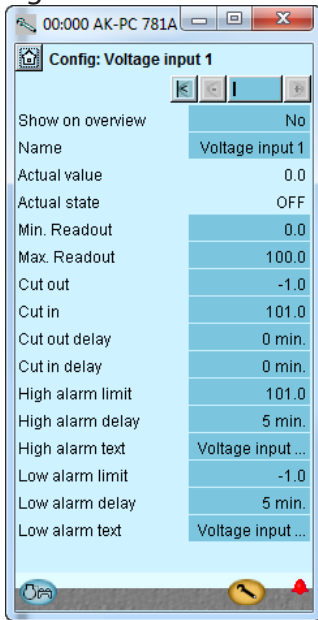 00:000 AK-PC 781A
Config: Voltage input 1
Show on overview No
Name Voltage input 1
Actual value 0.0
Actual state OFF
Min. Readout 0.0
Max. Readout 100.0
Cut out -1.0
Cut in 101.0
Cut out delay 0 min.
Cut in delay 0 min.
High alarm limit 101.0
High alarm delay 5 min.
High alarm text Voltage input ...
Low alarm limit -1.0
Low alarm delay 5 min.
Low alarm text Voltage input ...